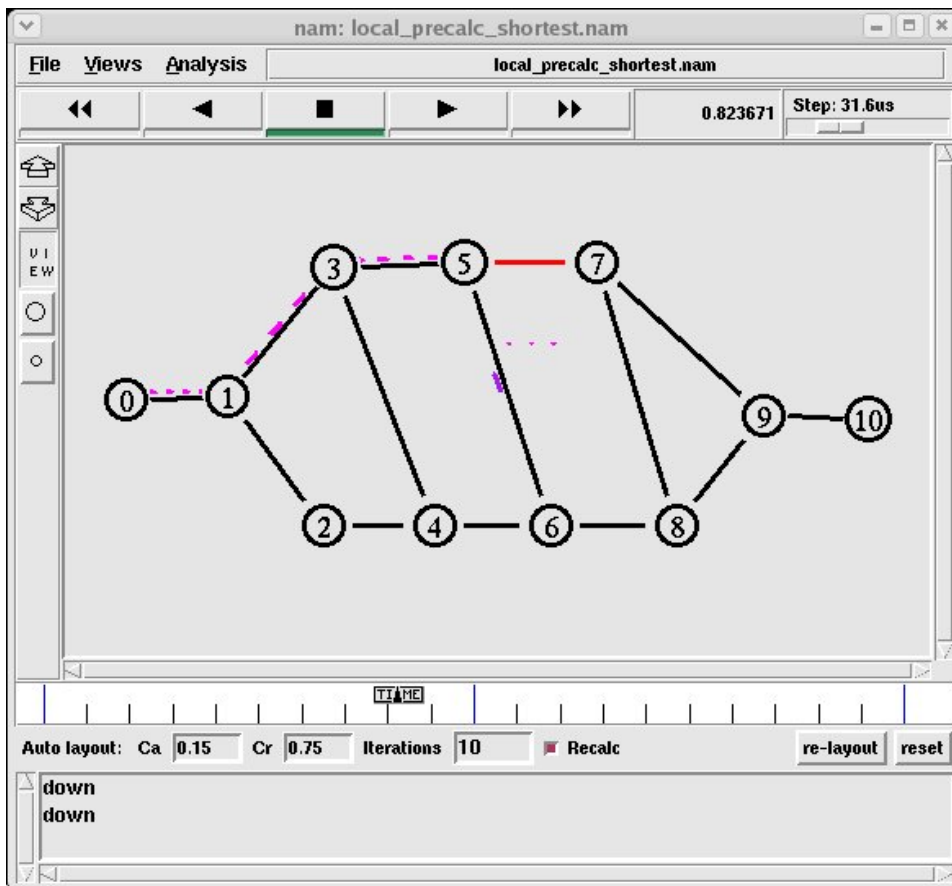 nam: local_precalc_shortest.nam
File Views Analysis local_precalc_shortest.nam
0.823671 Step: 31.6us
V I
E W
3 5 7
0 1 9 10
2 4 6 8
TIME
Auto layout: Ca 0.15 Cr 0.75 Iterations 10 Recalc re-layout reset
down
down